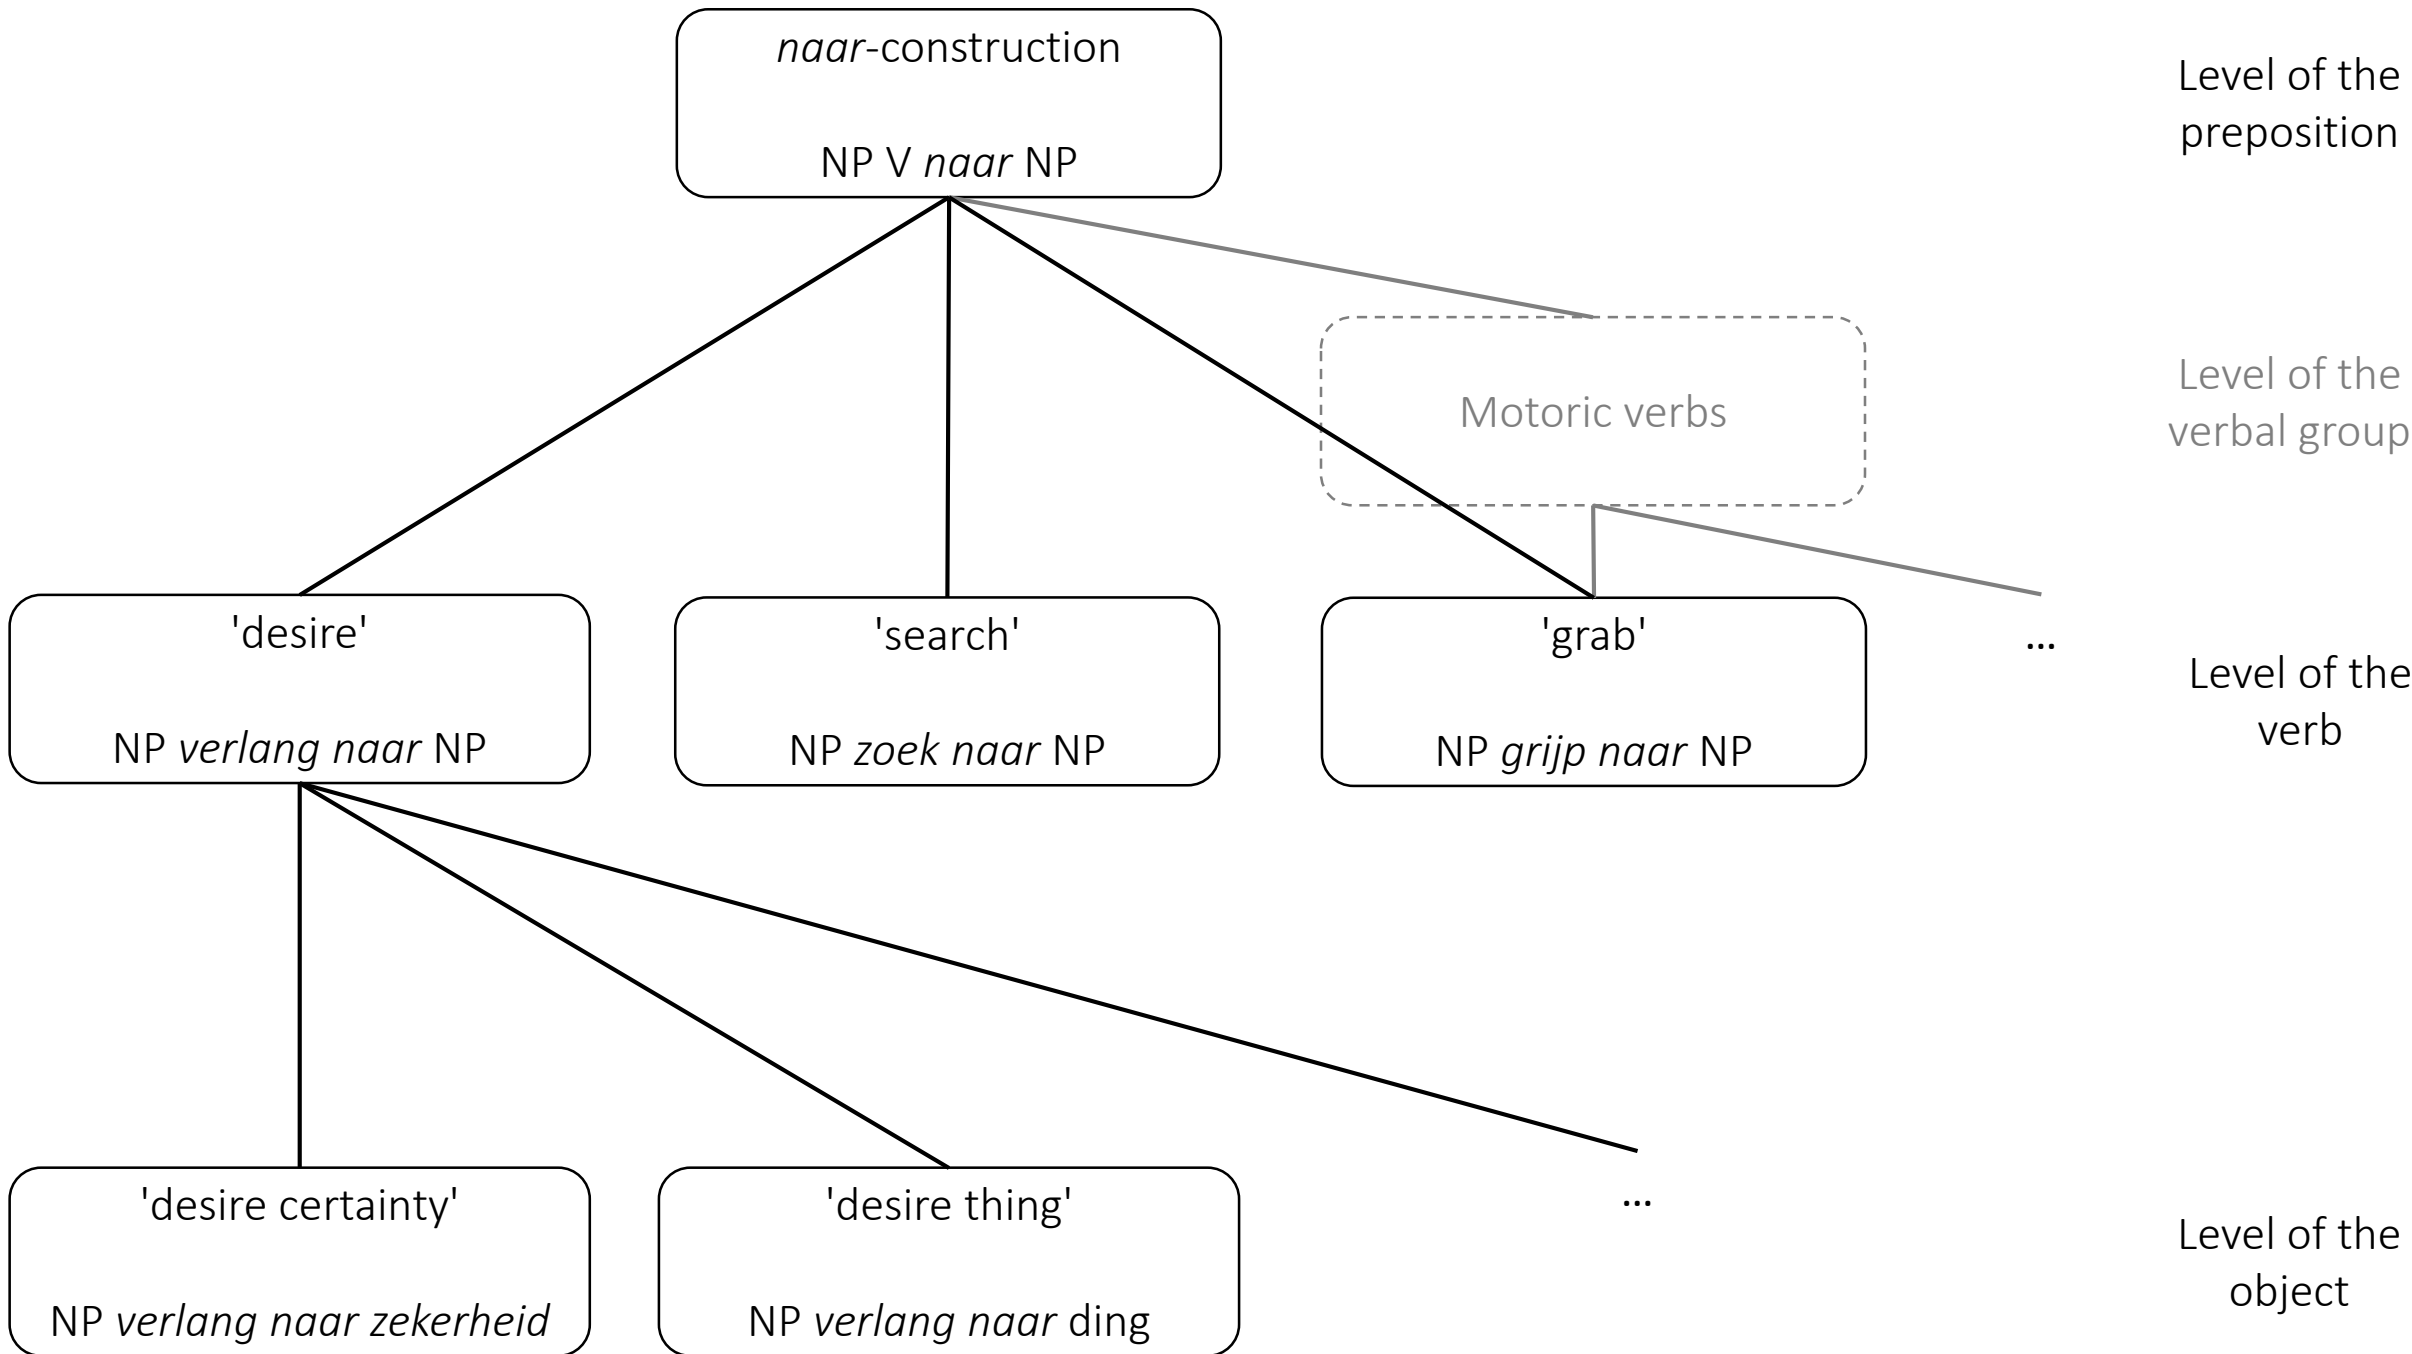 naar-construction
NP V naar NP
Level of the
preposition
Motoric verbs
Level of the
verbal group
'desire'
NP verlang naar NP
'search'
NP zoek naar NP
'grab'
NP grijp naar NP
...
Level of the
verb
'desire certainty'
NP verlang naar zekerheid
'desire thing'
NP verlang naar ding
...
Level of the
object